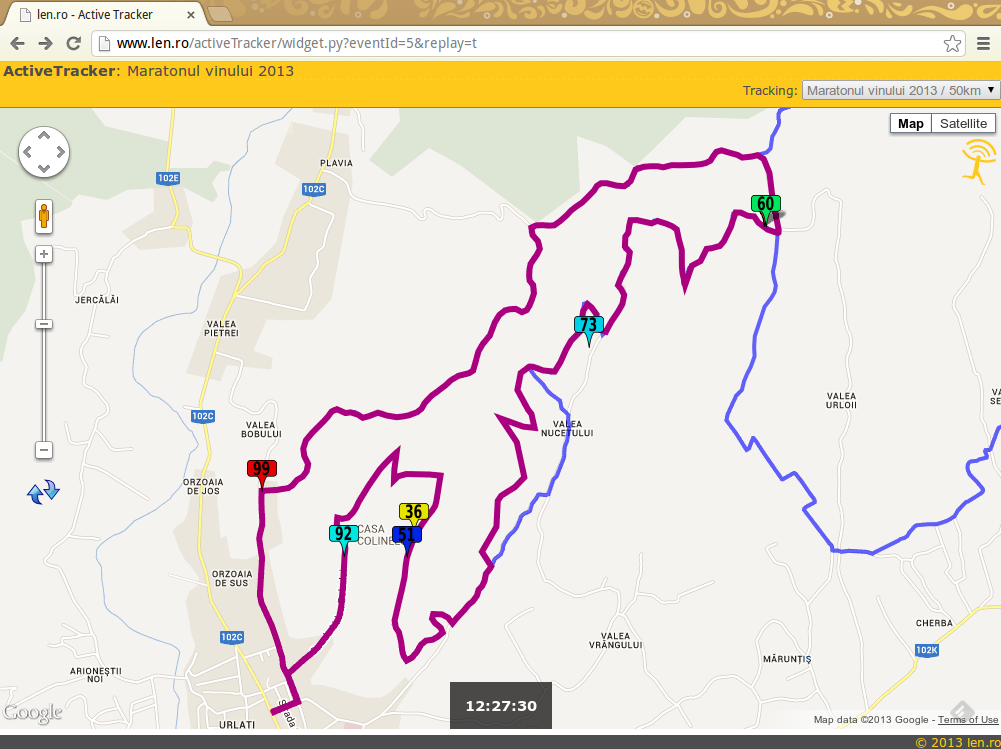 len.ro - Active Tracker
www.len.ro/activeTracker/widget.py?eventId=5&replay=t
ActiveTracker: Maratonul vinului 2013
Tracking: Maratonul vinului 2013 / 50km
Map Satellite
PLAVIA
102E
102C
60
JERCĂLĂI
VALEA
PIETREI
73
102C
VALEA
URLOII
VALEA
BOBULUI
VALEA
NUCETULUI
99
ORZOAIA
DE JOS
36
92
CASA
51
ORZOAIA
DE SUS
102C
CHERBA
VALEA
VRÂNGULUI
102K
MĂRUNȚIȘ
ARIONEȘTII
NOI
Strada
12:27:30
URLATI
Google
Map data ©2013 Google - Terms of Use
© 2013 len.ro